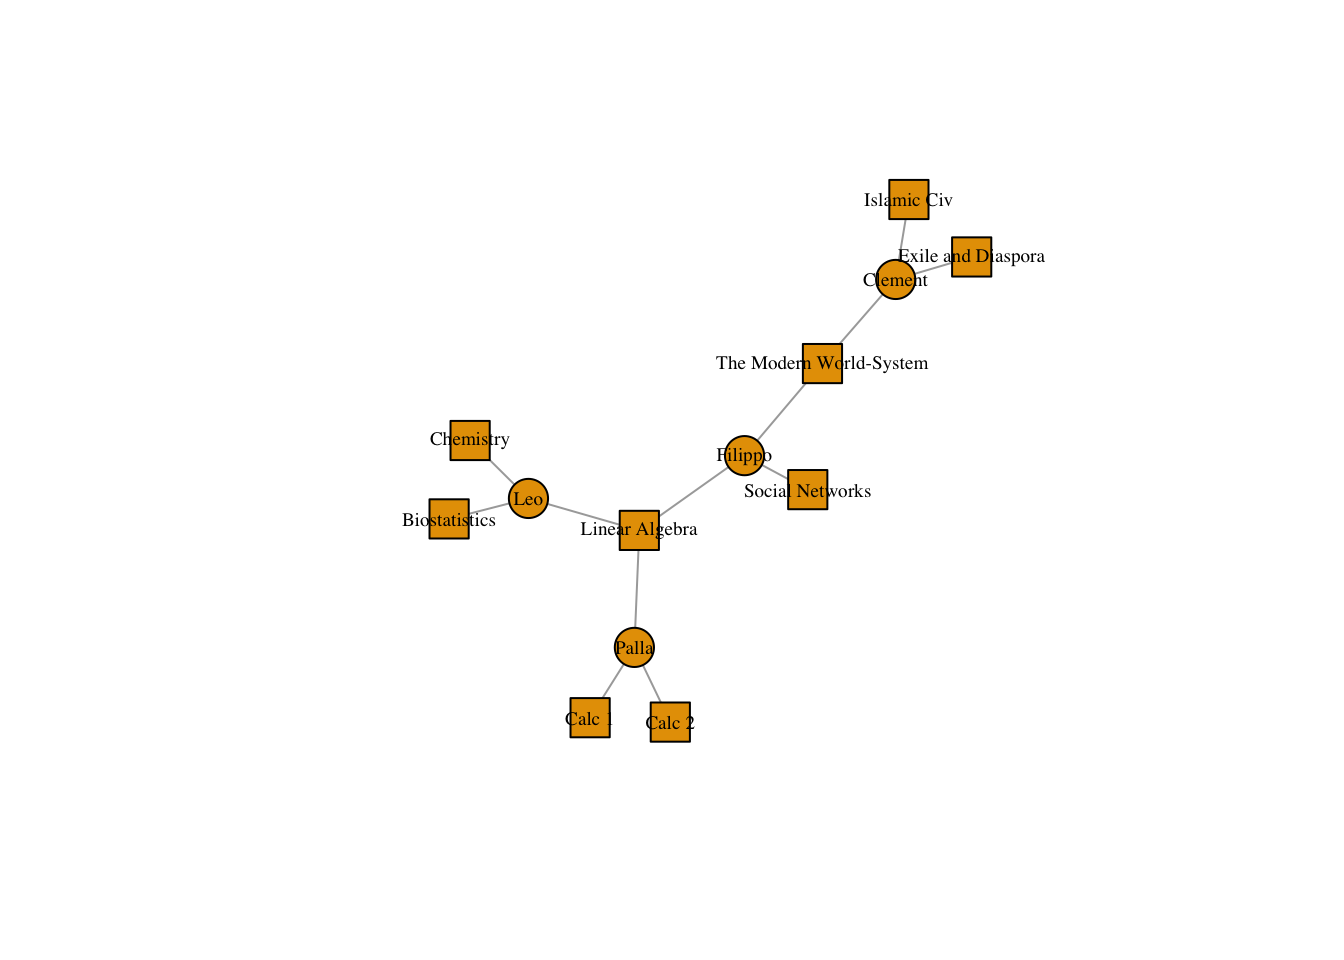 Islamic Civ
Exile and Diaspora
Clement
The Modern World-System
Chemistry
Filippo
Social Networks
Leo
Biostatistics
Linear Algebra
Palla
Calc 1
Calc 2